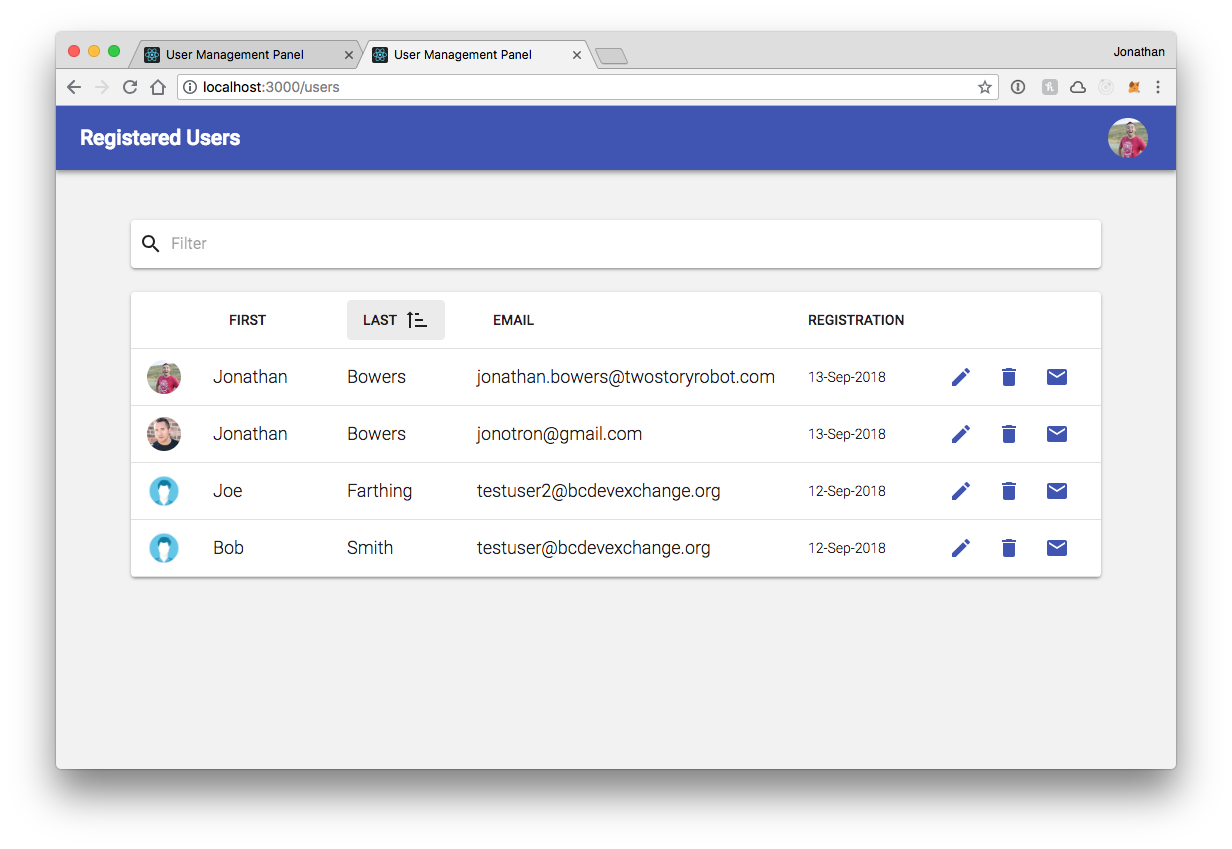 User Management Panel
User Management Panel
Jonathan
localhost:3000/users
Registered Users
Filter
FIRST LAST EMAIL REGISTRATION
Jonathan Bowers jonathan.bowers@twostoryrobot.com 13-Sep-2018
Jonathan Bowers jonotron@gmail.com 13-Sep-2018
Joe Farthing testuser2@bcdevexchange.org 12-Sep-2018
Bob Smith testuser@bcdevexchange.org 12-Sep-2018